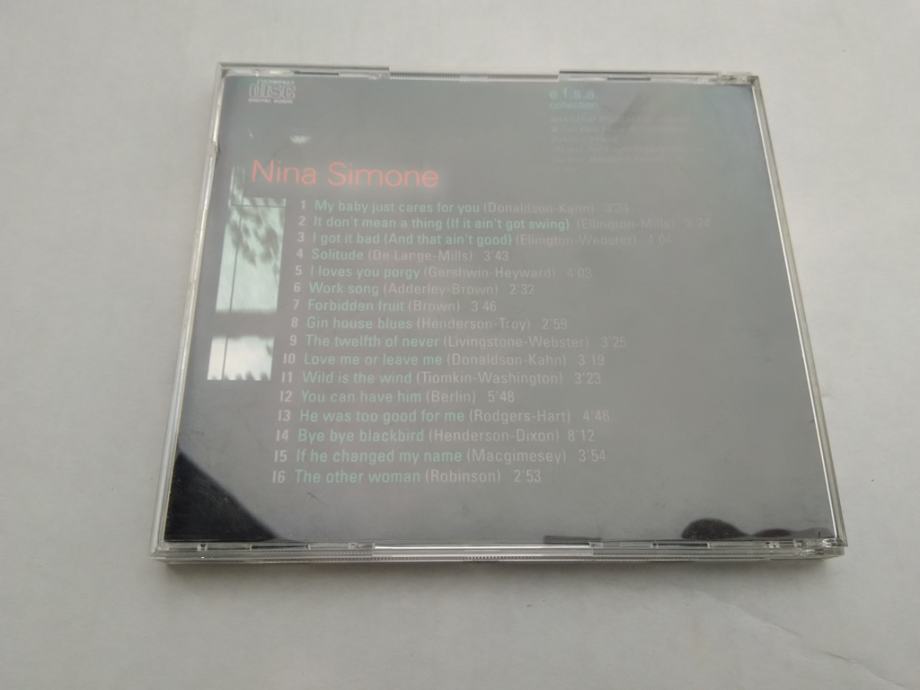 COMPACT
disc
DIGITAL AUDIO
e.f.s.a.
collection
Nina Simone
1 My baby just cares for you (Donaldson-Kahn) 3'34
2 It don't mean a thing (If it ain't got swing) (Ellington-Mills)
3 I got it bad (And that ain't good) (Ellington-Webster) 4'04
4 Solitude (De Lange-Mills) 3'43
5 I loves you porgy (Gershwin-Heyward) 4'03
6 Work song (Adderley-Brown) 2'32
7 Forbidden fruit (Brown) 3'46
8 Gin house blues (Henderson-Troy) 2'59
9 The twelfth of never (Livingstone-Webster) 3'25
10 Love me or leave me (Donaldson-Kahn) 3'19
11 Wild is the wind (Tiomkin-Washington) 3'23
12 You can have him (Berlin) 5'48
13 He was too good for me (Rodgers-Hart) 4'46
14 Bye bye blackbird (Henderson-Dixon) 8'12
15 If he changed my name (Macgimesey) 3'54
16 The other woman (Robinson) 2'53